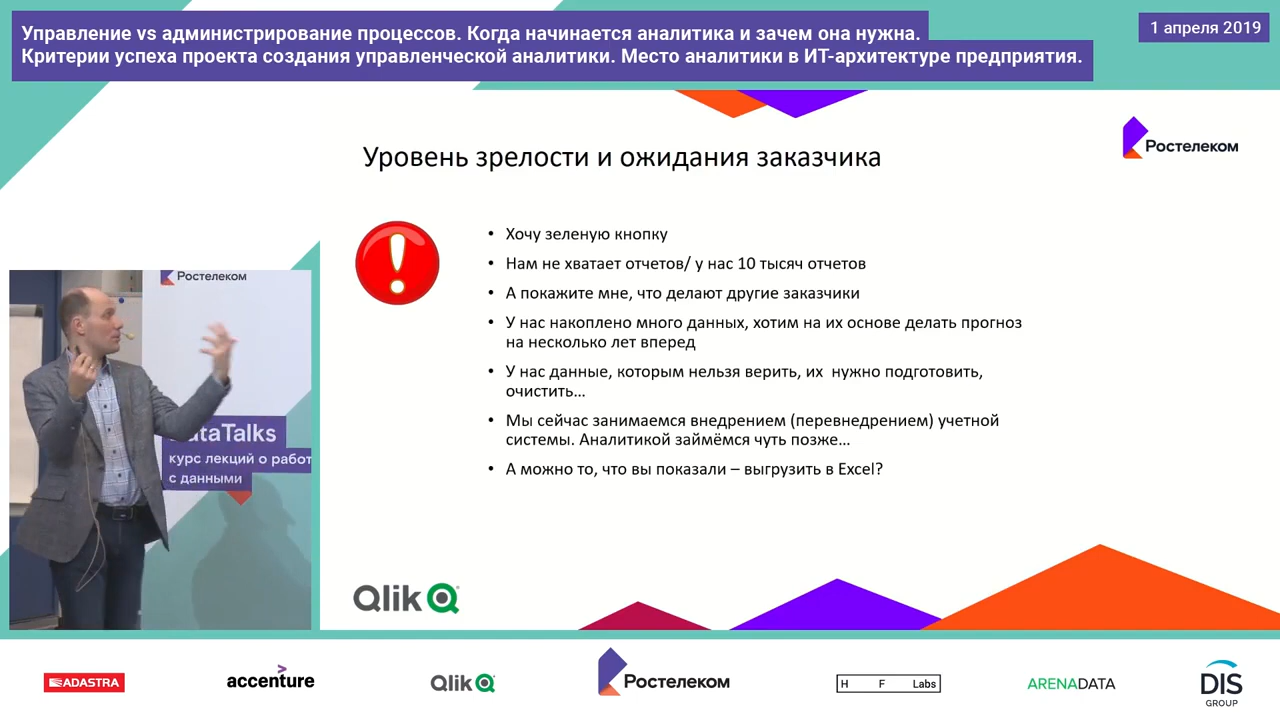 Управление vs администрирование процессов. Когда начинается аналитика и зачем она нужна.
Критерии успеха проекта создания управленческой аналитики. Место аналитики в ИТ-архитектуре предприятия.
1 апреля 2019
Ростелеком
Уровень зрелости и ожидания заказчика
• Хочу зеленую кнопку
• Нам не хватает отчетов/ у нас 10 тысяч отчетов
• А покажите мне, что делают другие заказчики
• У нас накоплено много данных, хотим на их основе делать прогноз
на несколько лет вперед
• У нас данные, которым нельзя верить, их  нужно подготовить,
очистить...
• Мы сейчас занимаемся внедрением (перевнедрением) учетной
системы. Аналитикой займёмся чуть позже...
• А можно то, что вы показали – выгрузить в Excel?
Ростелеком
ataTalks
курс лекций о работ
с данными
Qlik
ADASTRA
accenture
Qlik
Ростелеком
H F Labs
ARENADATA
DIS
GROUP